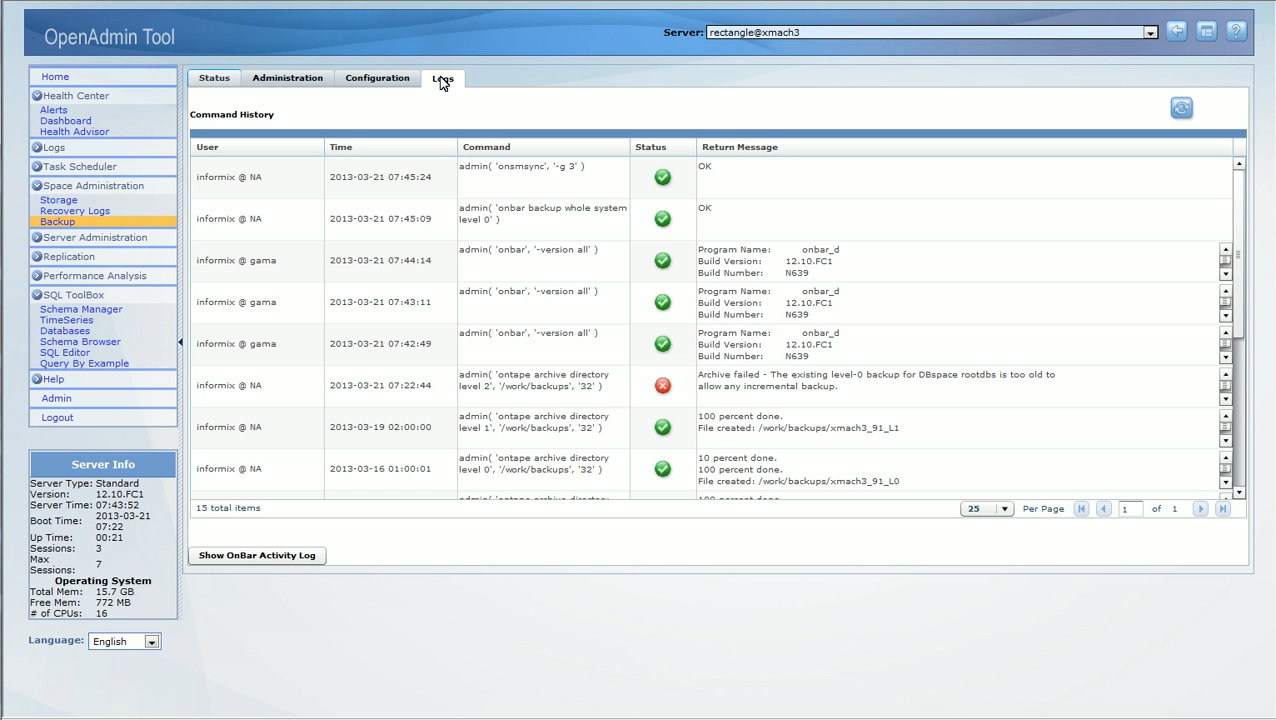 OpenAdmin Tool
Server: rectangle@xmach3
Home
Health Center
Alerts
Dashboard
Health Advisor
Logs
Task Scheduler
Space Administration
Storage
Recovery Logs
Backup
Server Administration
Replication
Performance Analysis
SQL ToolBox
Schema Manager
TimeSeries
Databases
Schema Browser
SQL Editor
Query By Example
Help
Admin
Logout
Server Info
Server Type: Standard
Version: 12.10.FC1
Server Time: 07:43:52
Boot Time: 2013-03-21
07:22
Up Time: 00:21
Sessions: 3
Max
Sessions: 7
Operating System
Total Mem: 15.7 GB
Free Mem: 772 MB
# of CPUs: 16
Language: English
Status Administration Configuration Logs
Command History
User Time Command Status Return Message
informix @ NA 2013-03-21 07:45:24 admin( 'onsmsync', '-g 3' ) OK
informix @ NA 2013-03-21 07:45:09 admin( 'onbar backup whole system OK
level 0' )
informix @ gama 2013-03-21 07:44:14 admin( 'onbar', '-version all' ) Program Name: onbar_d
Build Version: 12.10.FC1
Build Number: N639
informix @ gama 2013-03-21 07:43:11 admin( 'onbar', '-version all' ) Program Name: onbar_d
Build Version: 12.10.FC1
Build Number: N639
informix @ gama 2013-03-21 07:42:49 admin( 'onbar', '-version all' ) Program Name: onbar_d
Build Version: 12.10.FC1
Build Number: N639
informix @ NA 2013-03-21 07:22:44 admin( 'ontape archive directory Archive failed - The existing level-0 backup for DBspace rootdbs is too old to
level 2', '/work/backups', '32' ) allow any incremental backup.
informix @ NA 2013-03-19 02:00:00 admin( 'ontape archive directory 100 percent done.
level 1', '/work/backups', '32' ) File created: /work/backups/xmach3_91_L1
informix @ NA 2013-03-16 01:00:01 admin( 'ontape archive directory 10 percent done.
level 0', '/work/backups', '32' ) 100 percent done.
File created: /work/backups/xmach3_91_L0
admin( 'ontape archive directory 100 percent done.
15 total items 25 Per Page 1 of 1
Show OnBar Activity Log